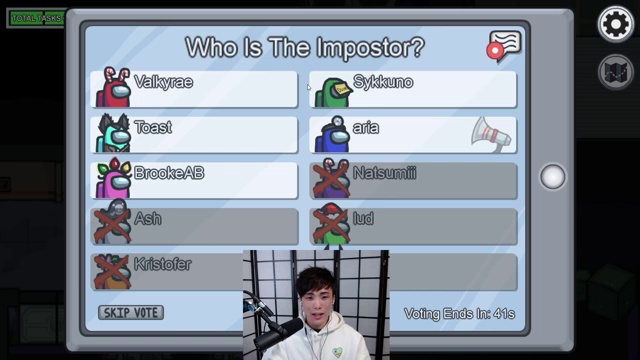 TOTAL TASKS
Who Is The Impostor?
Valkyrae
Sykkuno
Toast
aria
BrookeAB
Natsumiii
Ash
lud
Kristofer
SKIP VOTE
Voting Ends In: 41s